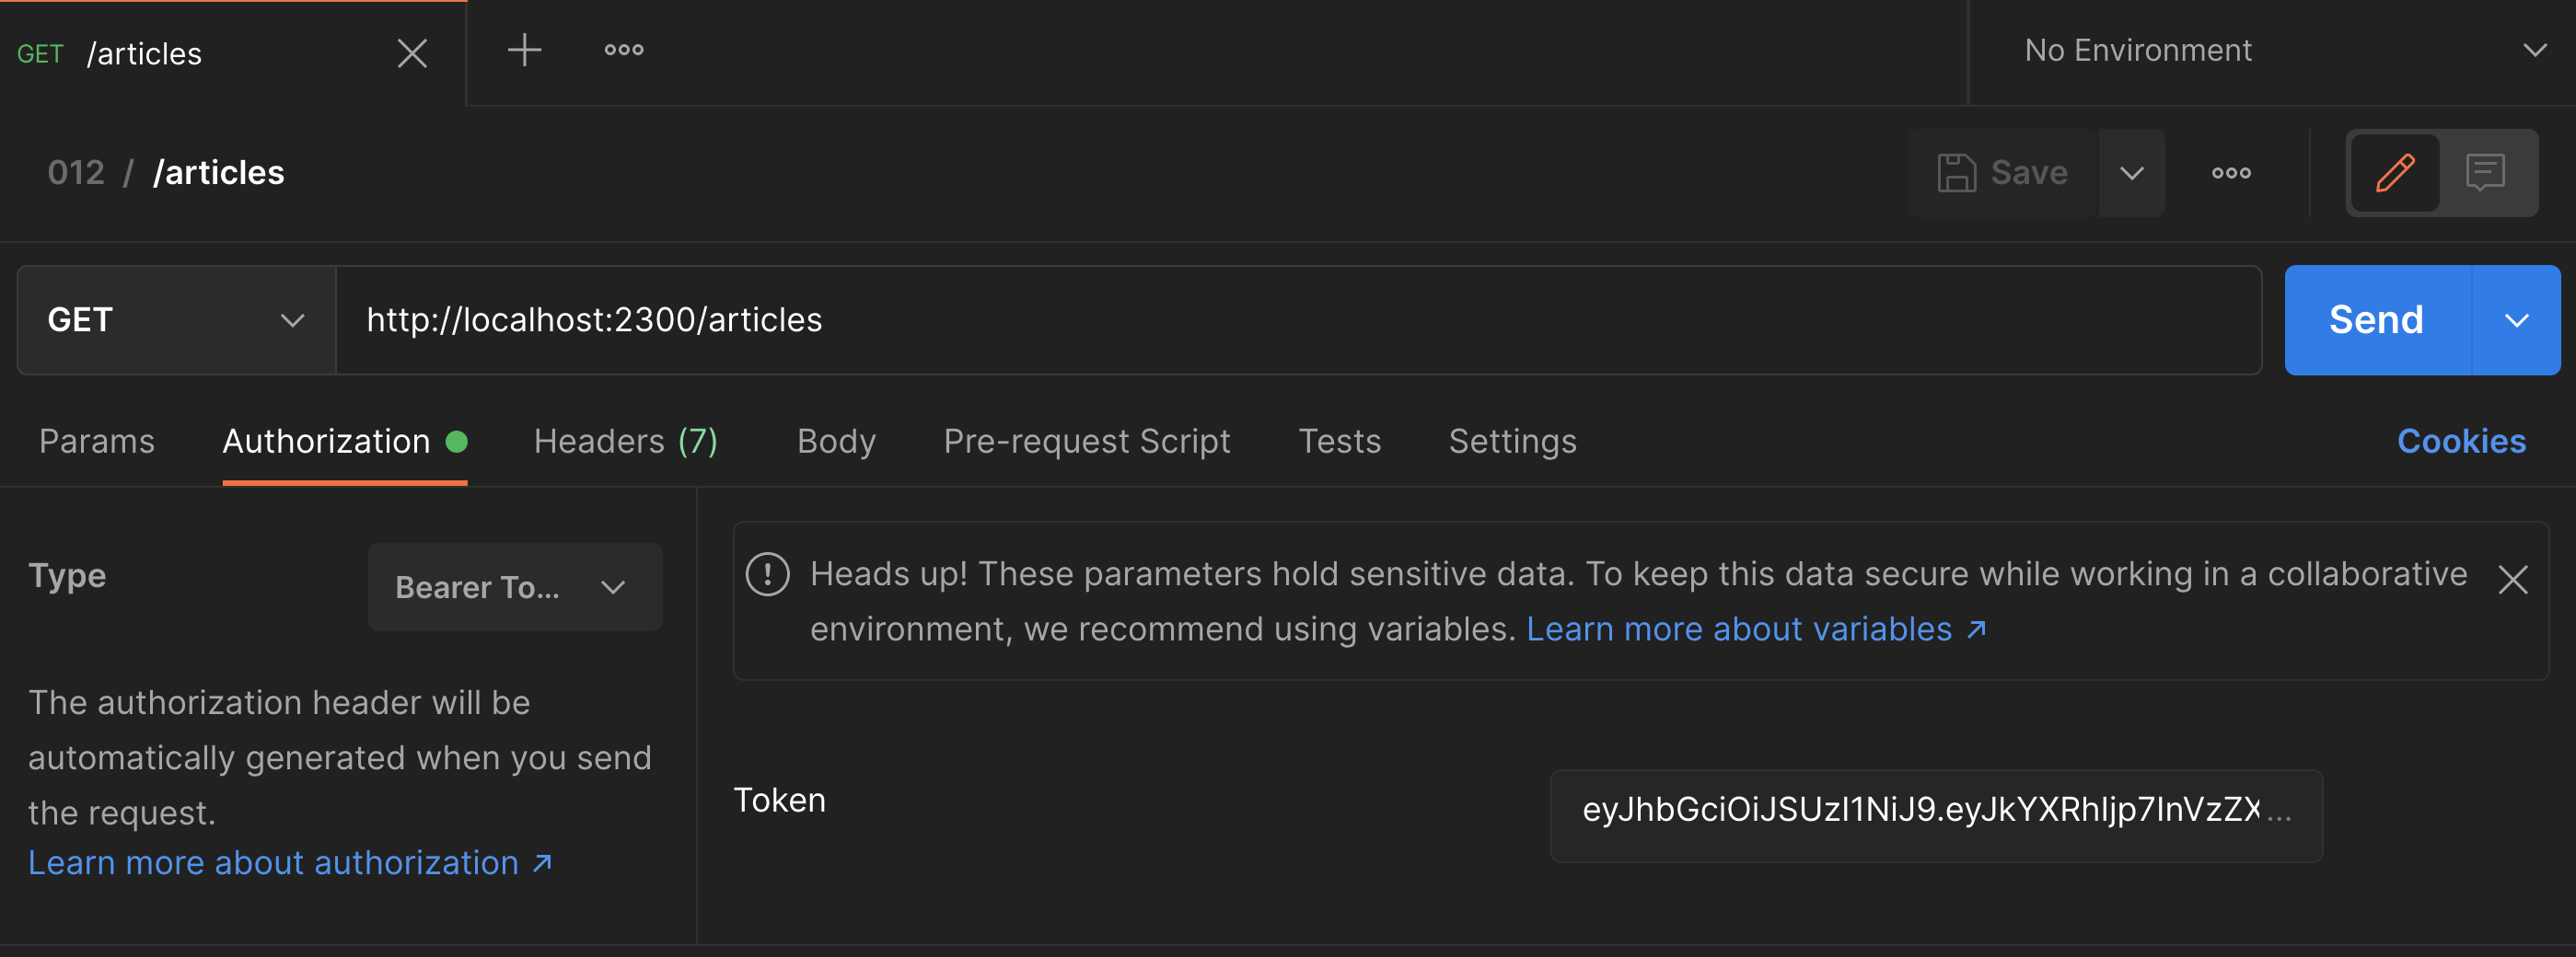 GET /articles
No Environment
012 / /articles
Save
GET
http://localhost:2300/articles
Send
Params
Authorization
Headers (7)
Body
Pre-request Script
Tests
Settings
Cookies
Type
Bearer To...
The authorization header will be
automatically generated when you send
the request.
Learn more about authorization ↗
Heads up! These parameters hold sensitive data. To keep this data secure while working in a collaborative
environment, we recommend using variables. Learn more about variables ↗
Token
eyJhbGciOiJSUzI1NiJ9.eyJkYXRhIjp7InVzZX...